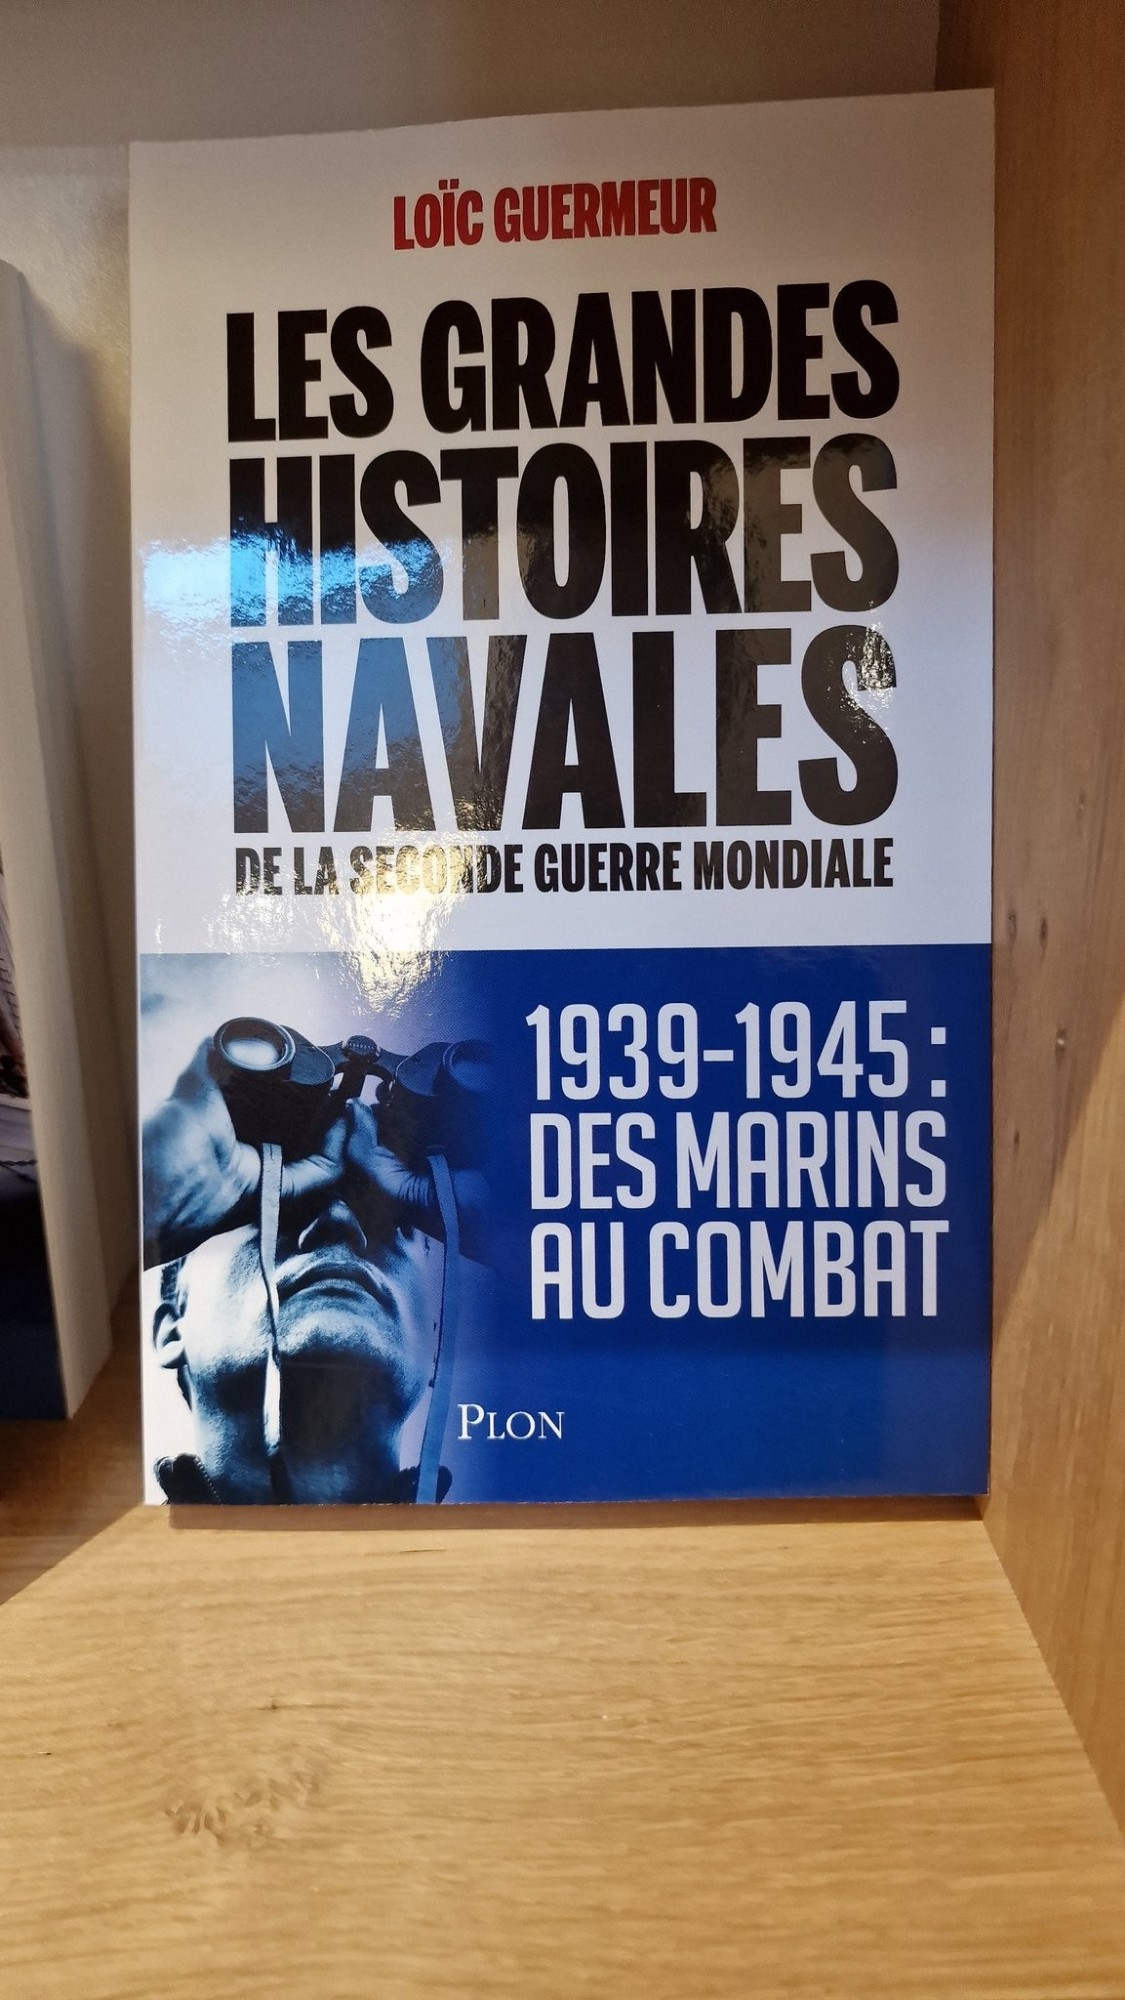 LOÏC GUERMEUR
LES GRANDES
HISTOIRES
NAVALES
DE LA SECONDE GUERRE MONDIALE
1939-1945 :
DES MARINS
AU COMBAT
PLON